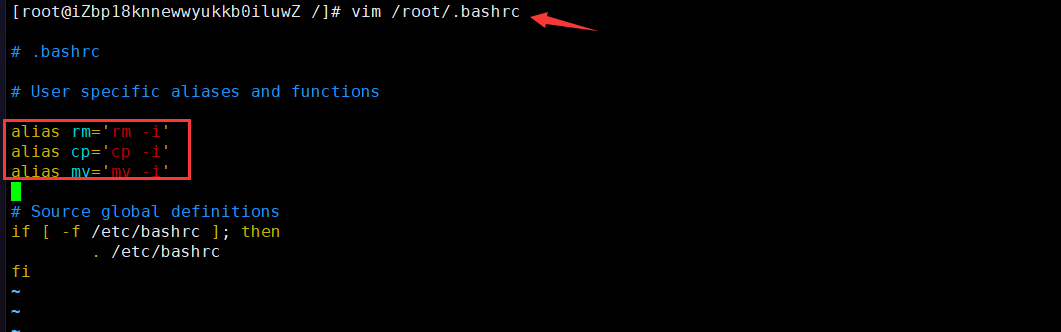 [root@iZbp18knnewwyukkb0iluwZ /]# vim /root/.bashrc
# .bashrc
# User specific aliases and functions
alias rm='rm -i'
alias cp='cp -i'
alias mv='mv -i'
# Source global definitions
if [ -f /etc/bashrc ]; then
        . /etc/bashrc
fi
~
~
~